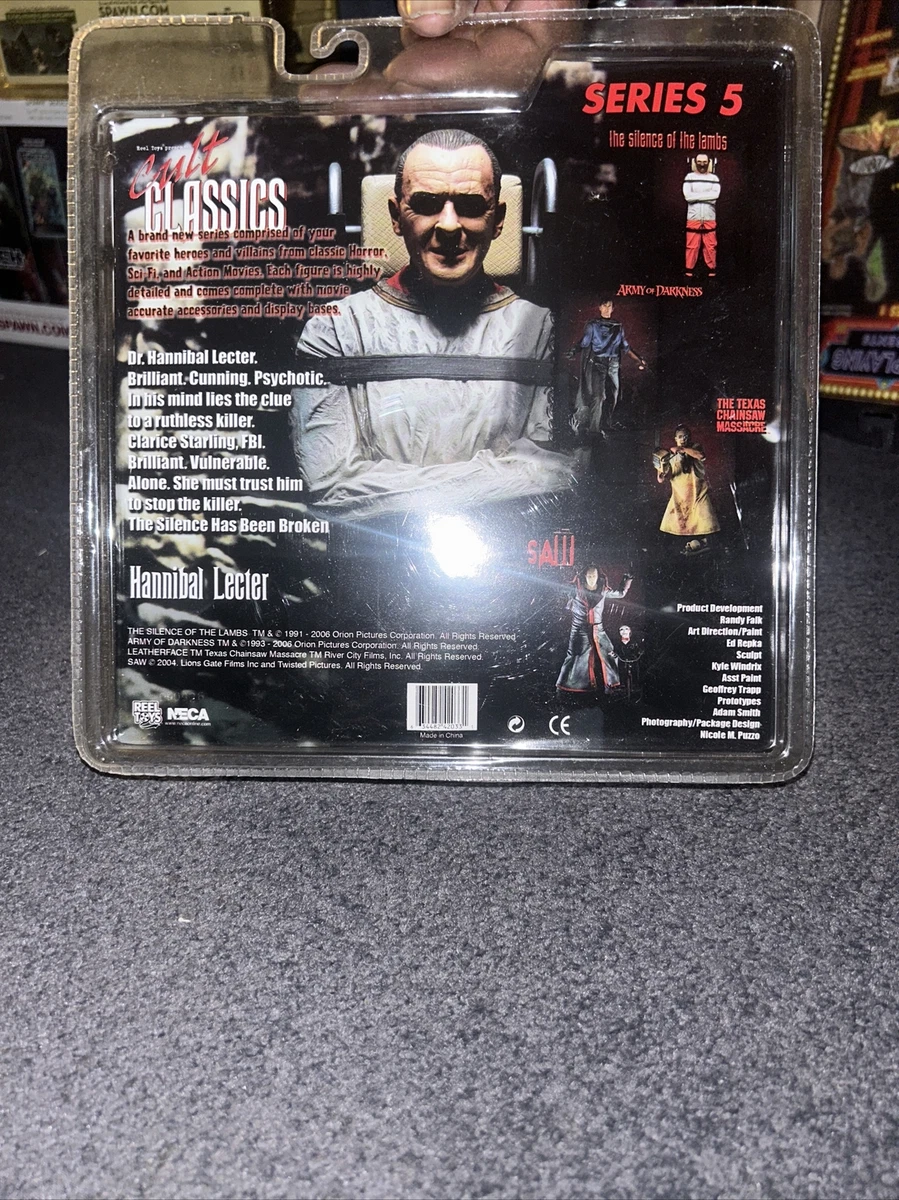 SPAWN.COM
SERIES 5
the silence of the lambs
Reel Toys
cult
CLASSICS
A brand new series comprised of your
favorite heroes and villains from classic Horror,
Sci-Fi, and Action Movies. Each figure is highly
detailed and comes complete with movie
accurate accessories and display bases.
ARMY OF DARKNESS
Dr. Hannibal Lecter.
Brilliant. Cunning. Psychotic.
In his mind lies the clue
to a ruthless killer.
Clarice Starling, FBI.
Brilliant. Vulnerable.
Alone. She must trust him
to stop the killer.
The Silence Has Been Broken
THE TEXAS
CHAINSAW
MASSACRE
SAW
Hannibal Lecter
THE SILENCE OF THE LAMBS TM & © 1991 - 2006 Orion Pictures Corporation. All Rights Reserved
ARMY OF DARKNESS TM & ©1993 - 2006 Orion Pictures Corporation. All Rights Reserved.
LEATHERFACE TM Texas Chainsaw Massacre TM River City Films, Inc. All Rights Reserved.
SAW © 2004. Lions Gate Films Inc and Twisted Pictures. All Rights Reserved.
Product Development
Randy Falk
Art Direction/Paint
Ed Repka
Sculpt
Kyle Windrix
Asst Paint
Geoffrey Trapp
Prototypes
Adam Smith
Photography/Package Design
Nicole M. Puzzo
REEL
TOYS
NECA
www.necaonline.com
Made in China
CE
SPAWN.COM
PLAYING